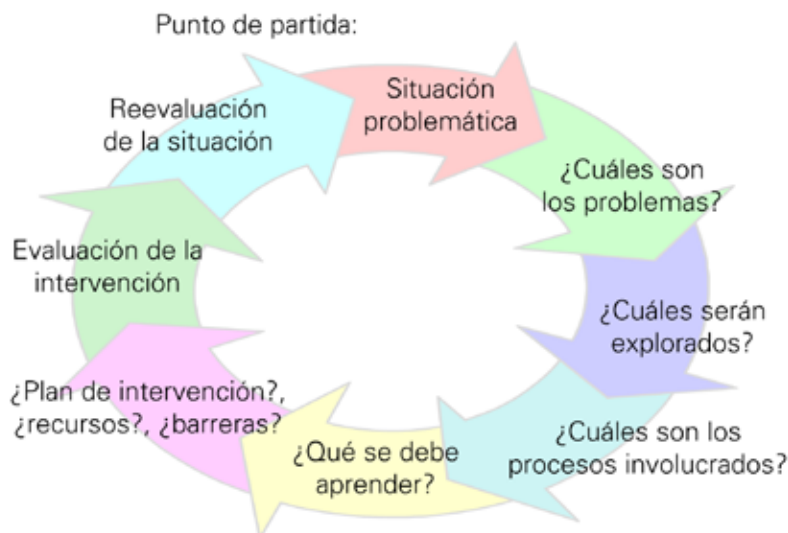 Punto de partida:
Situación
problemática
¿Cuáles son
los problemas?
¿Cuáles serán
explorados?
¿Cuáles son los
procesos involucrados?
¿Qué se debe
aprender?
¿Plan de intervención?,
¿recursos?, ¿barreras?
Evaluación de la
intervención
Reevaluación
de la situación